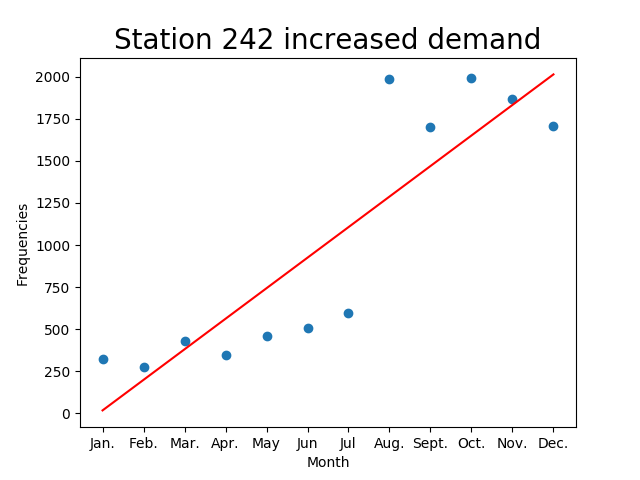 Station 242 increased demand
2000
1750
1500
1250
1000
750
500
250
0
Frequencies
Jan. Feb. Mar. Apr. May Jun Jul Aug. Sept. Oct. Nov. Dec.
Month